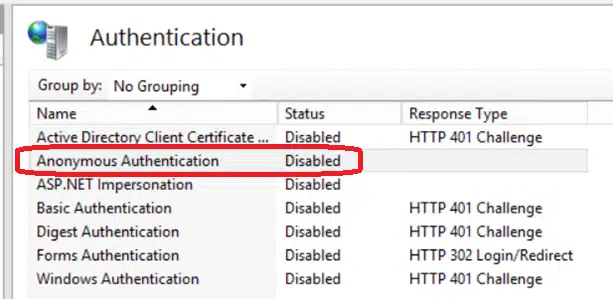 Authentication
Group by: No Grouping
Name Status Response Type
Active Directory Client Certificate ... Disabled HTTP 401 Challenge
Anonymous Authentication Disabled
ASP.NET Impersonation Disabled
Basic Authentication Disabled HTTP 401 Challenge
Digest Authentication Disabled HTTP 401 Challenge
Forms Authentication Disabled HTTP 302 Login/Redirect
Windows Authentication Disabled HTTP 401 Challenge